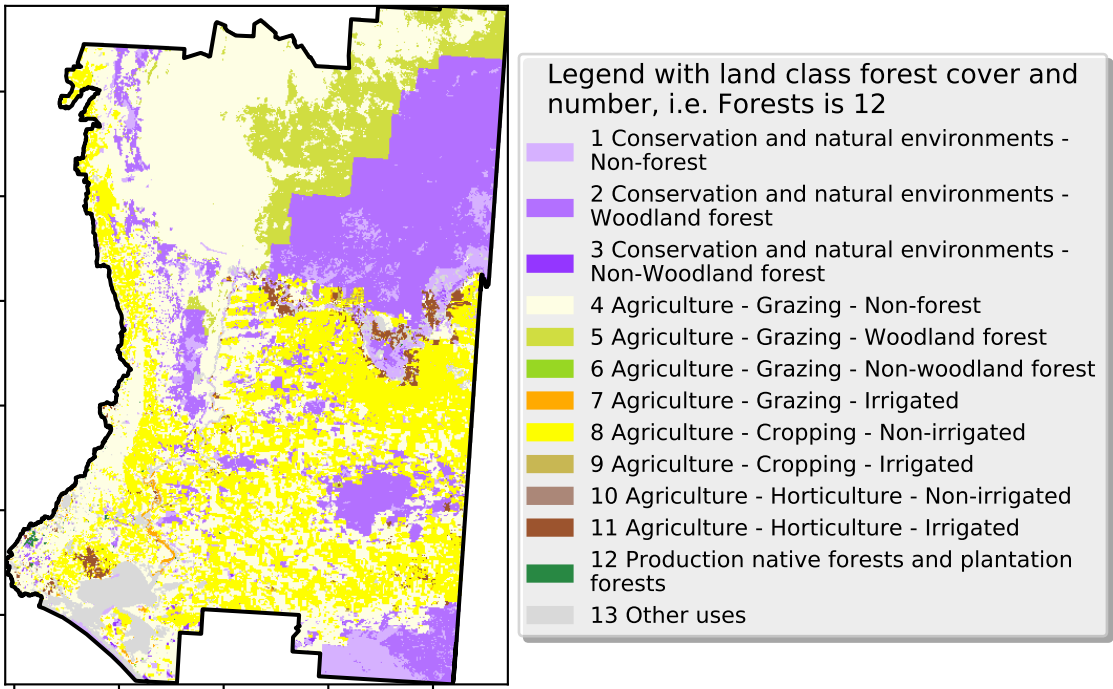 Legend with land class forest cover and
number, i.e. Forests is 12
1 Conservation and natural environments -
Non-forest
2 Conservation and natural environments -
Woodland forest
3 Conservation and natural environments -
Non-Woodland forest
4 Agriculture - Grazing - Non-forest
5 Agriculture - Grazing - Woodland forest
6 Agriculture - Grazing - Non-woodland forest
7 Agriculture - Grazing - Irrigated
8 Agriculture - Cropping - Non-irrigated
9 Agriculture - Cropping - Irrigated
10 Agriculture - Horticulture - Non-irrigated
11 Agriculture - Horticulture - Irrigated
12 Production native forests and plantation
forests
13 Other uses